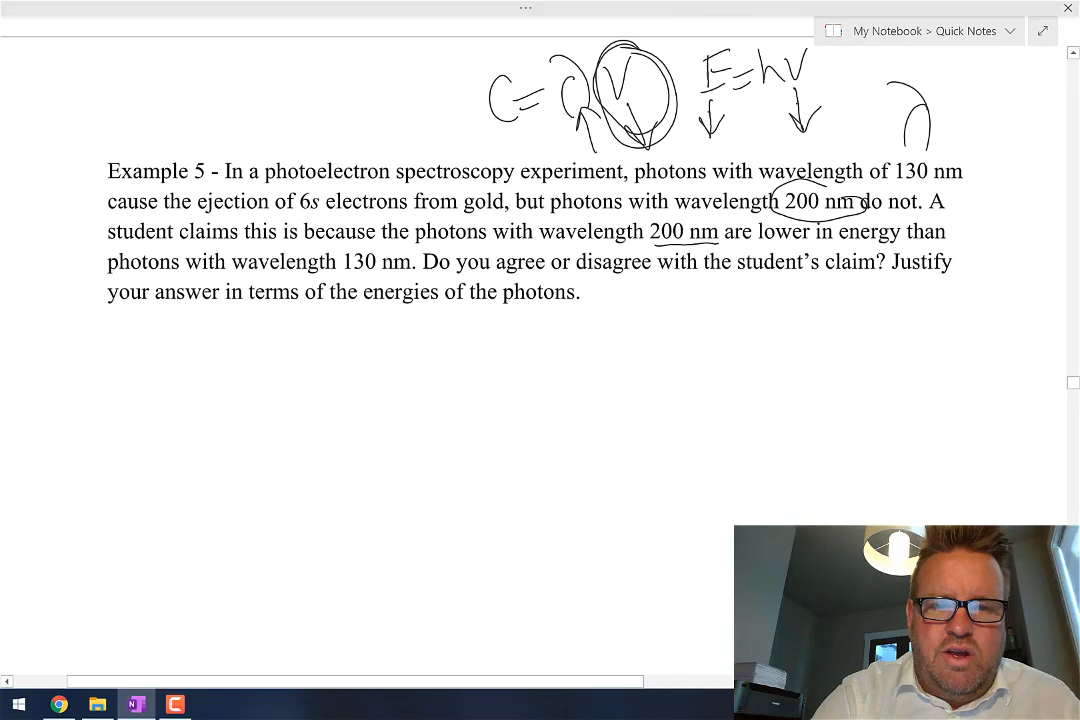 My Notebook > Quick Notes
C = λν E = hν λ
Example 5 - In a photoelectron spectroscopy experiment, photons with wavelength of 130 nm
cause the ejection of 6s electrons from gold, but photons with wavelength 200 nm do not. A
student claims this is because the photons with wavelength 200 nm are lower in energy than
photons with wavelength 130 nm. Do you agree or disagree with the student’s claim? Justify
your answer in terms of the energies of the photons.